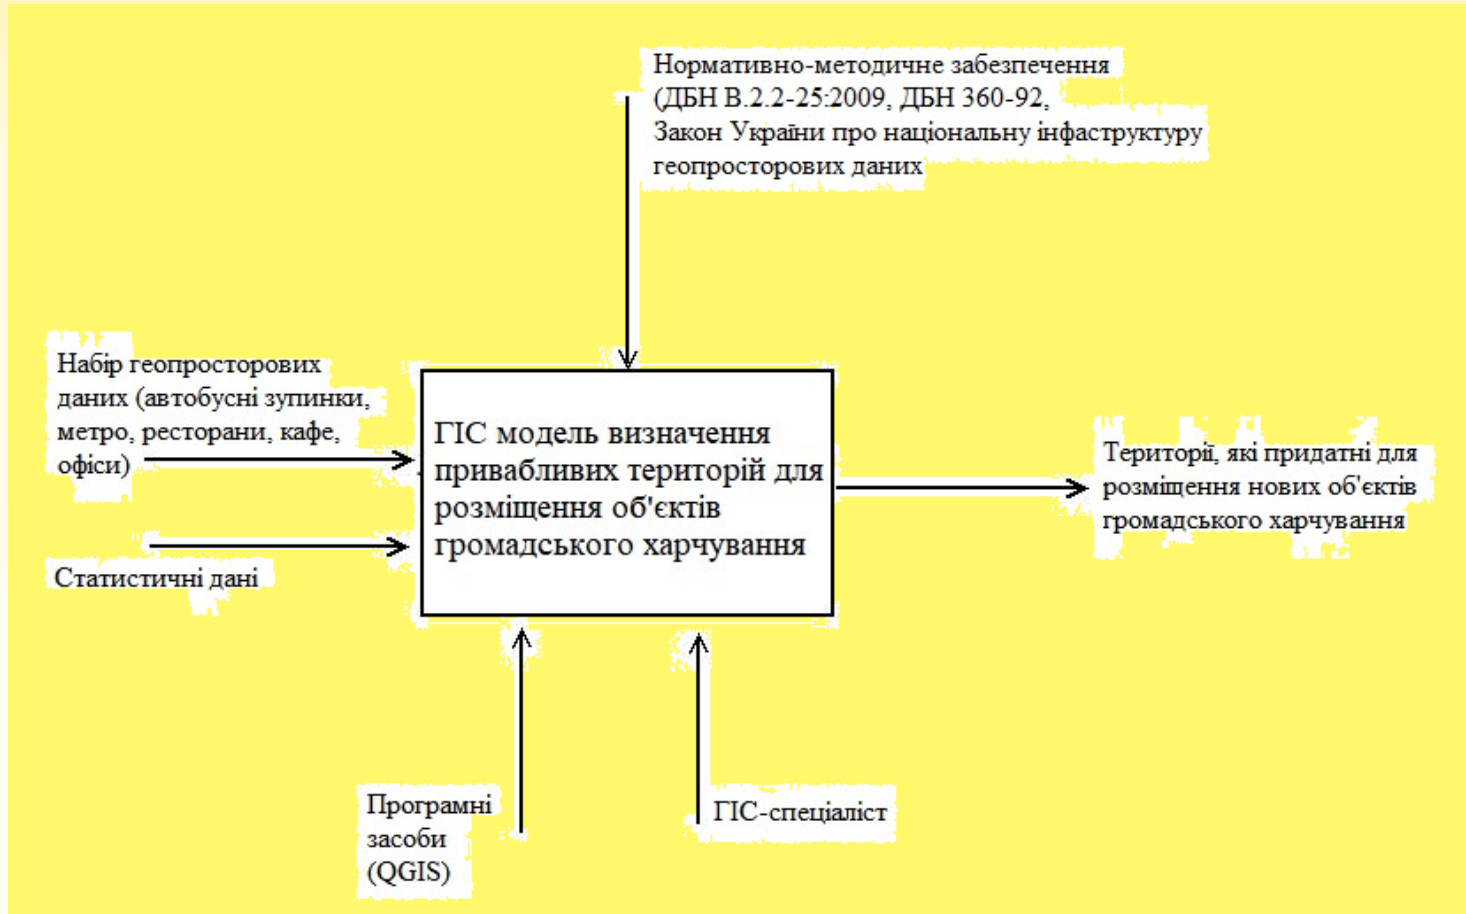 Нормативно-методичне забезпечення
(ДБН В.2.2-25:2009, ДБН 360-92,
Закон України про національну інфаструктуру
геопросторових даних
Набір геопросторових
даних (автобусні зупинки,
метро, ресторани, кафе,
офіси)
Статистичні дані
ГІС модель визначення
привабливих територій для
розміщення об'єктів
громадського харчування
Території, які придатні для
розміщення нових об'єктів
громадського харчування
Програмні
засоби
(QGIS)
ГІС-спеціаліст